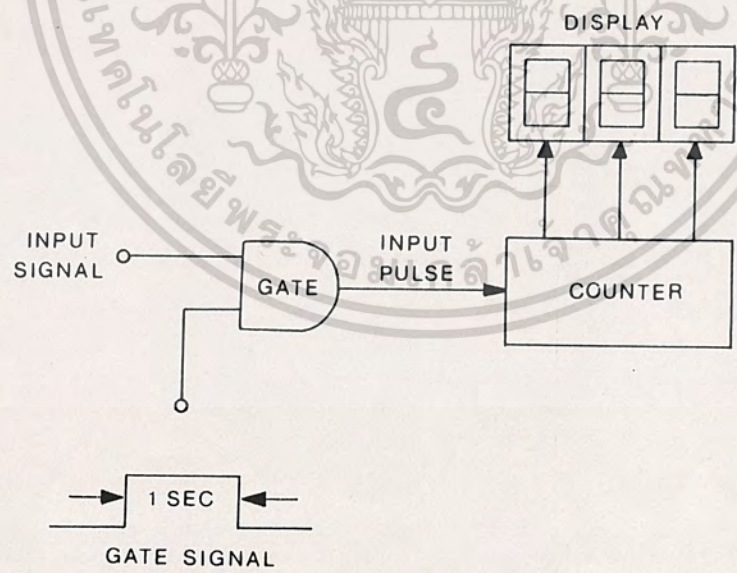 DISPLAY
INPUT
SIGNAL
GATE
INPUT
PULSE
COUNTER
1 SEC
GATE SIGNAL